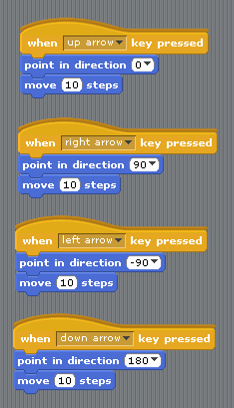 when up arrow key pressed
point in direction 0
move 10 steps
when right arrow key pressed
point in direction 90
move 10 steps
when left arrow key pressed
point in direction -90
move 10 steps
when down arrow key pressed
point in direction 180
move 10 steps